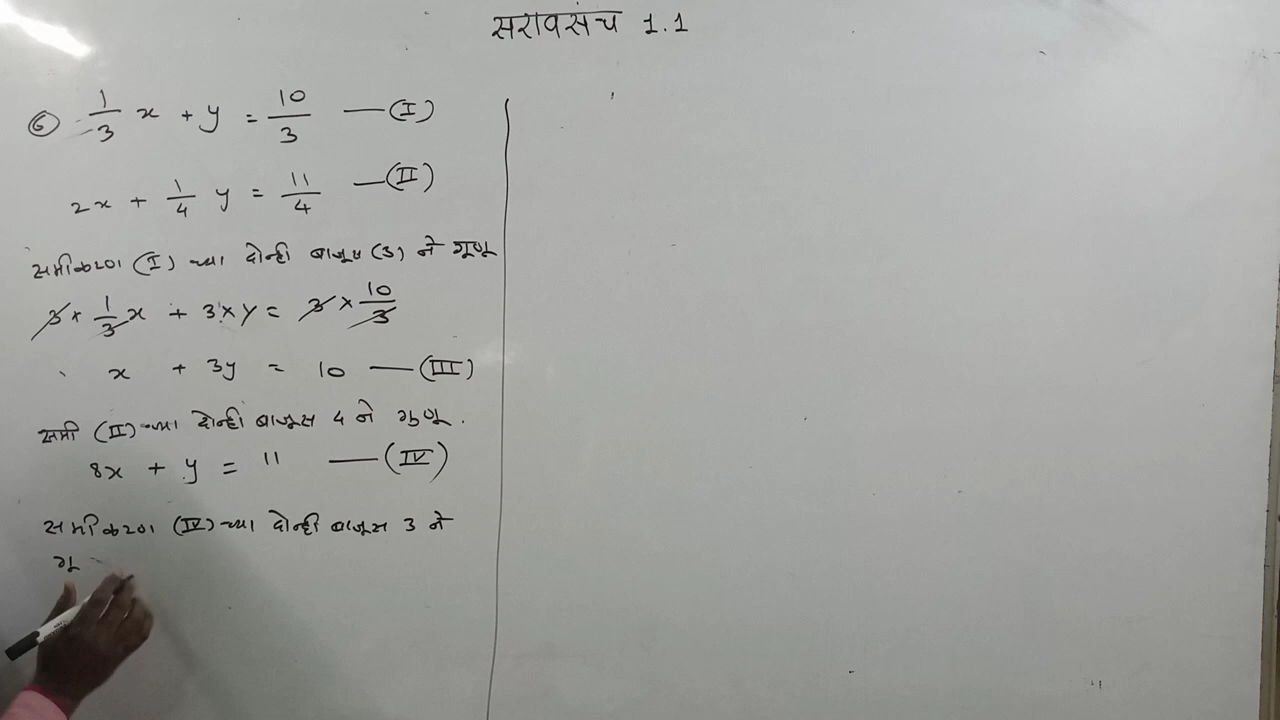 सरावसंच 1.1
⑥ 1/3 x + y = 10/3 —(I)
2x + 1/4 y = 11/4 —(II)
समीकरण (I) च्या दोन्ही बाजूस (3) ने गूणू
3 × 1/3 x + 3 × y = 3 × 10/3
x + 3y = 10 —(III)
समी (II) च्या दोन्ही बाजूस 4 ने गुणू.
8x + y = 11 —(IV)
समीकरण (IV) च्या दोन्ही बाजूस 3 ने
गू